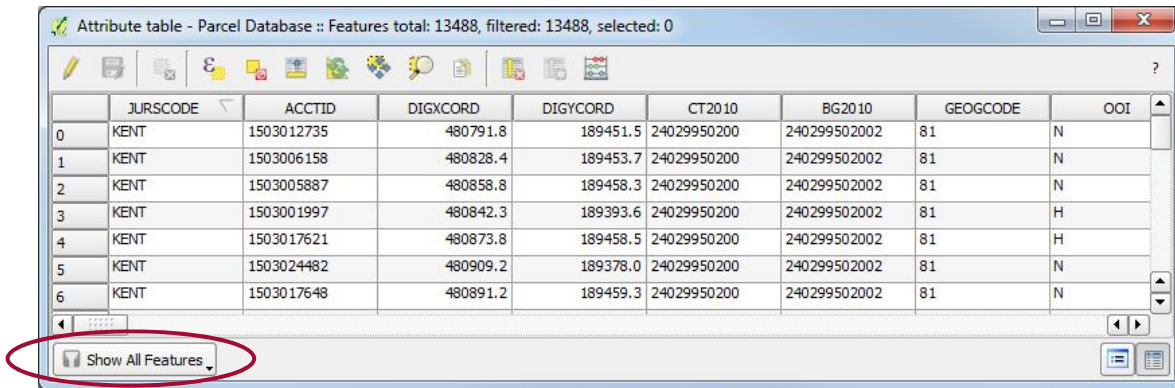 Attribute table - Parcel Database :: Features total: 13488, filtered: 13488, selected: 0
ε
?
JURSCODE ACCTID DIGXCORD DIGYCORD CT2010 BG2010 GEOGCODE OOI
0 KENT 1503012735 480791.8 189451.5 24029950200 240299502002 81 N
1 KENT 1503006158 480828.4 189453.7 24029950200 240299502002 81 N
2 KENT 1503005887 480858.8 189458.3 24029950200 240299502002 81 N
3 KENT 1503001997 480842.3 189393.6 24029950200 240299502002 81 H
4 KENT 1503017621 480873.8 189458.5 24029950200 240299502002 81 H
5 KENT 1503024482 480909.2 189378.0 24029950200 240299502002 81 N
6 KENT 1503017648 480891.2 189459.3 24029950200 240299502002 81 N
Show All Features